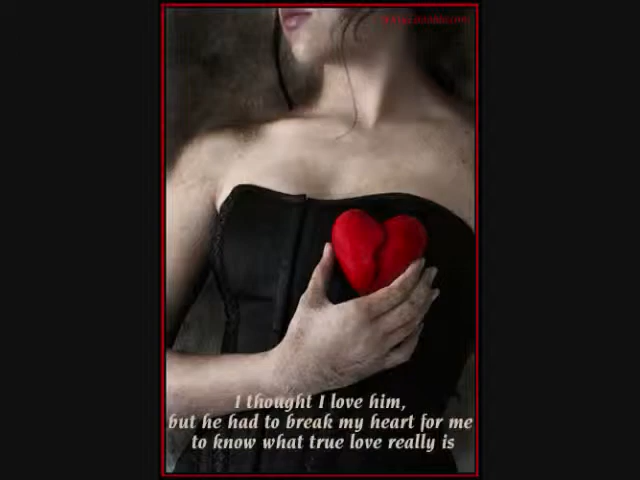 I thought I love him,
but he had to break my heart for me
to know what true love really is